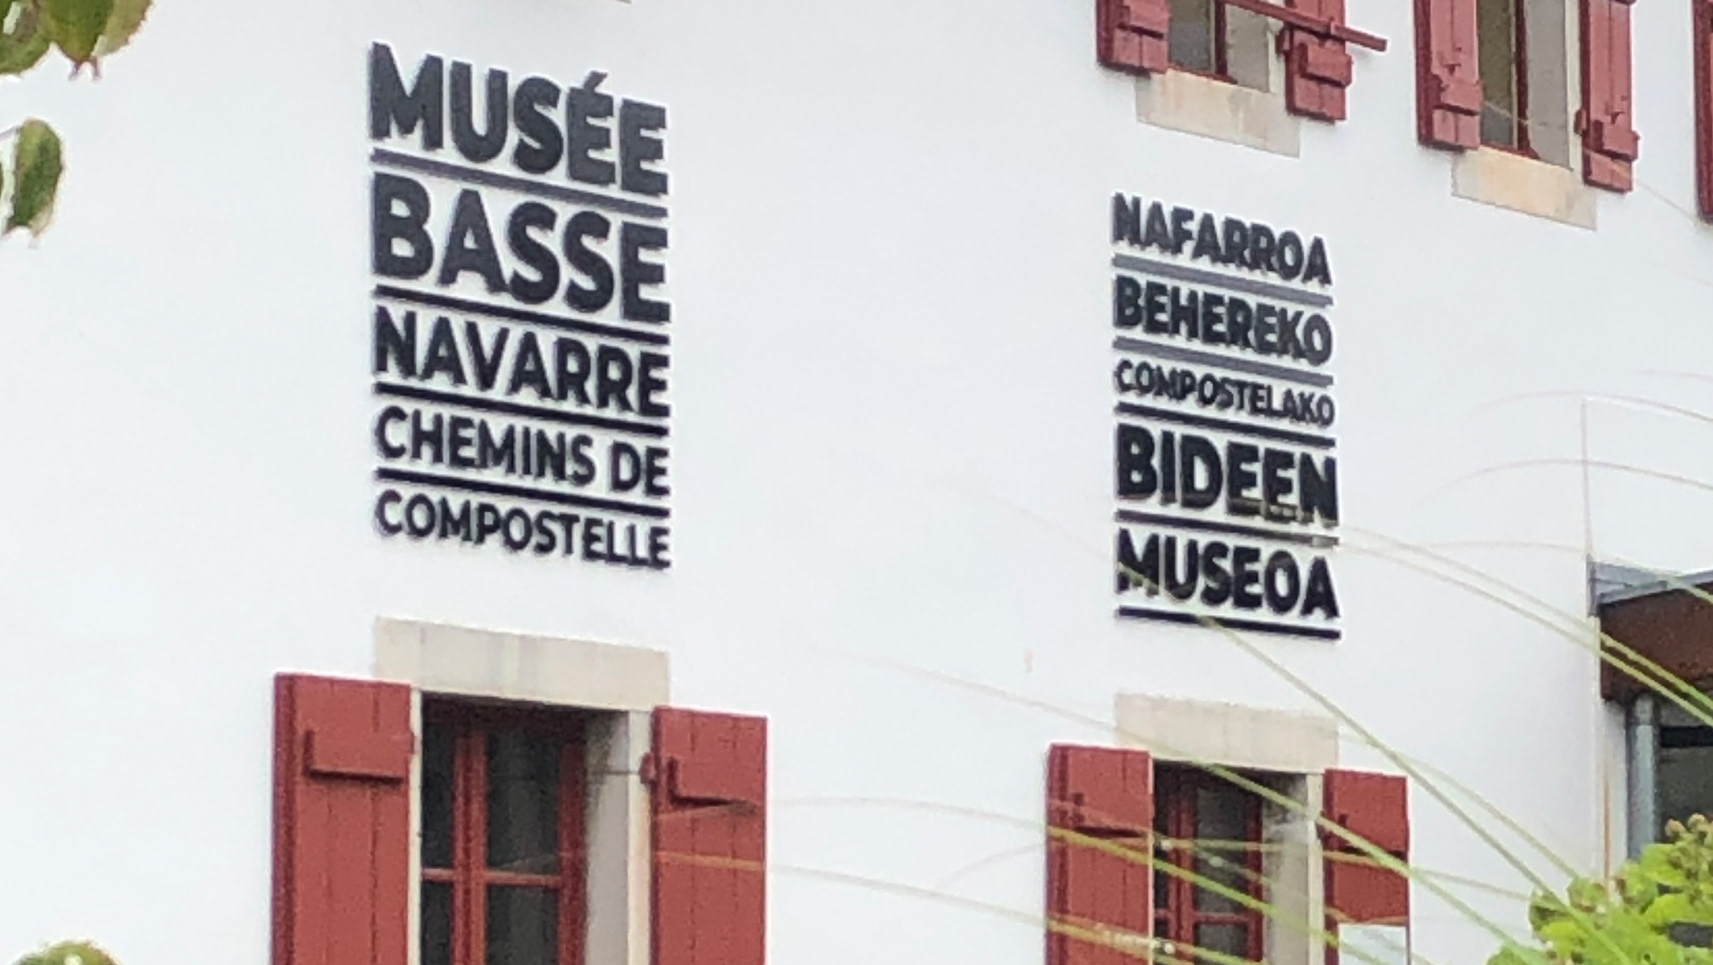 MUSÉE
BASSE
NAVARRE
CHEMINS DE
COMPOSTELLE
NAFARROA
BEHEREKO
COMPOSTELAKO
BIDEEN
MUSEOA